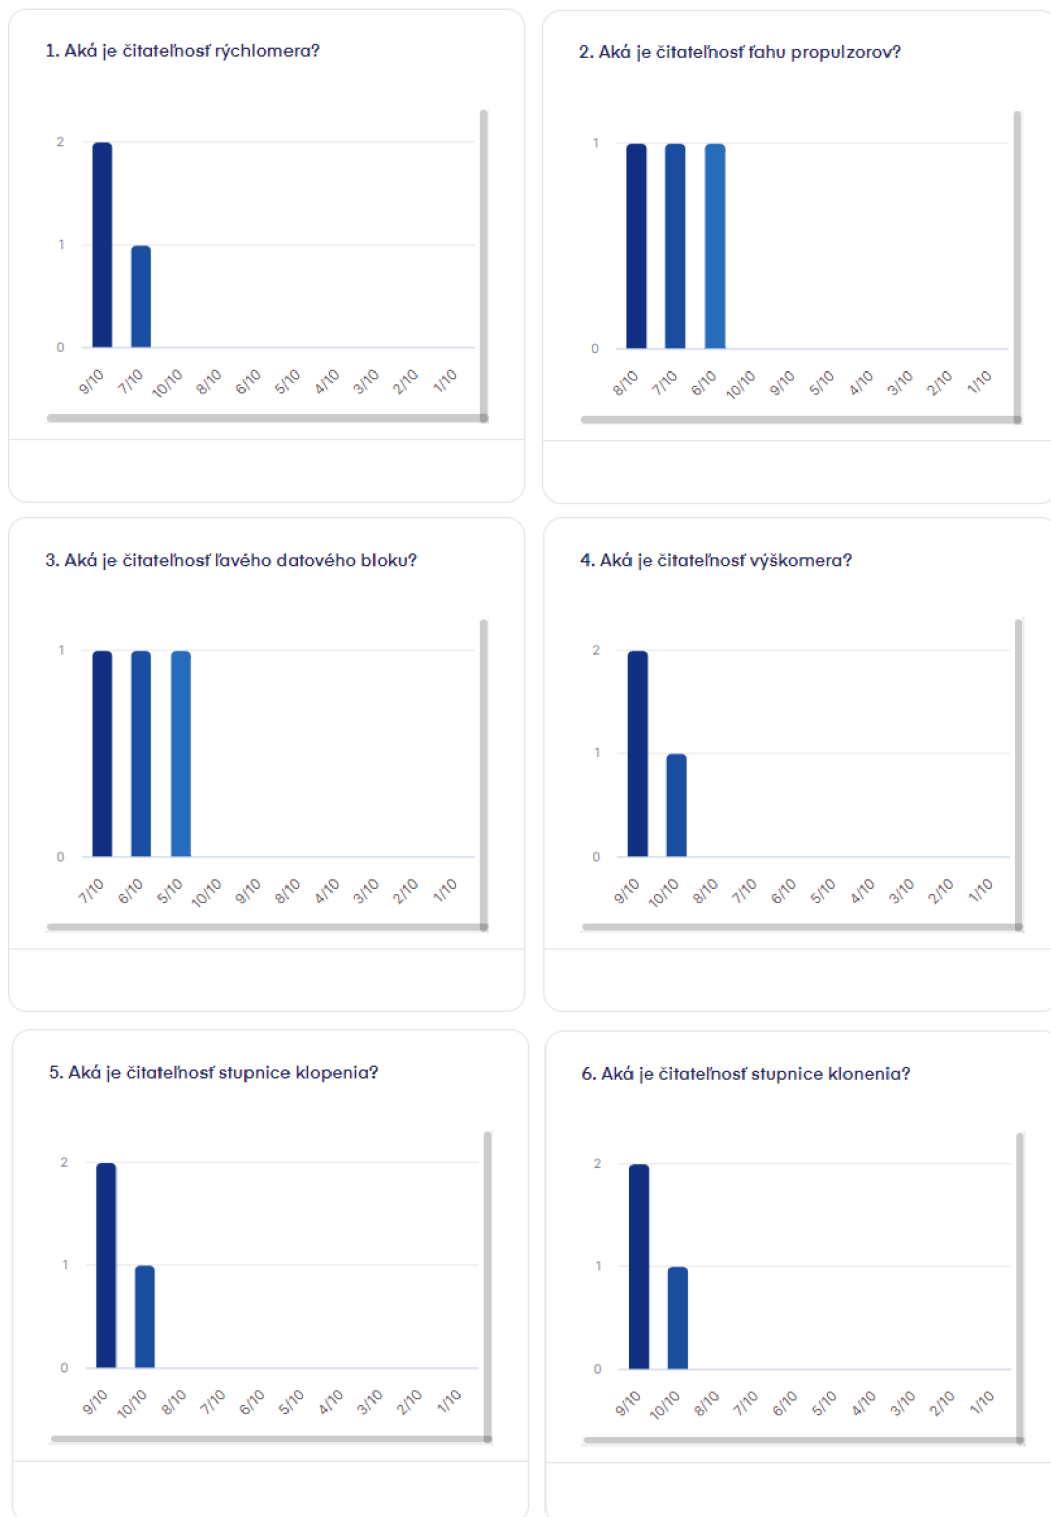 1. Aká je čitateľnosť rýchlomera?
2
1
0
9/10 7/10 10/10 8/10 6/10 5/10 4/10 3/10 2/10 1/10
2. Aká je čitateľnosť ťahu propulzorov?
1
0
8/10 7/10 6/10 10/10 9/10 5/10 4/10 3/10 2/10 1/10
3. Aká je čitateľnosť ľavého datového bloku?
1
0
7/10 6/10 5/10 10/10 9/10 8/10 4/10 3/10 2/10 1/10
4. Aká je čitateľnosť výškomera?
2
1
0
9/10 10/10 8/10 7/10 6/10 5/10 4/10 3/10 2/10 1/10
5. Aká je čitateľnosť stupnice klopenia?
2
1
0
9/10 10/10 8/10 7/10 6/10 5/10 4/10 3/10 2/10 1/10
6. Aká je čitateľnosť stupnice klonenia?
2
1
0
9/10 10/10 8/10 7/10 6/10 5/10 4/10 3/10 2/10 1/10